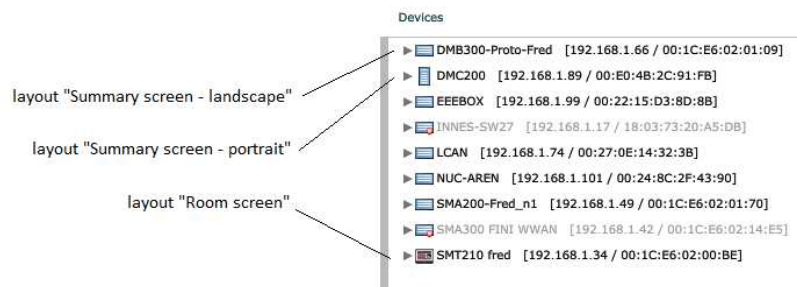 Devices
DMB300-Proto-Fred [192.168.1.66 / 00:1C:E6:02:01:09]
layout "Summary screen - landscape"
DMC200 [192.168.1.89 / 00:E0:4B:2C:91:FB]
EEEBOX [192.168.1.99 / 00:22:15:D3:8D:8B]
INNES-SW27 [192.168.1.17 / 18:03:73:20:A5:DB]
layout "Summary screen - portrait"
LCAN [192.168.1.74 / 00:27:0E:14:32:3B]
NUC-AREN [192.168.1.101 / 00:24:8C:2F:43:90]
layout "Room screen"
SMA200-Fred_n1 [192.168.1.49 / 00:1C:E6:02:01:70]
SMA300 FINI WWAN [192.168.1.42 / 00:1C:E6:02:14:E5]
SMT210 fred [192.168.1.34 / 00:1C:E6:02:00:BE]